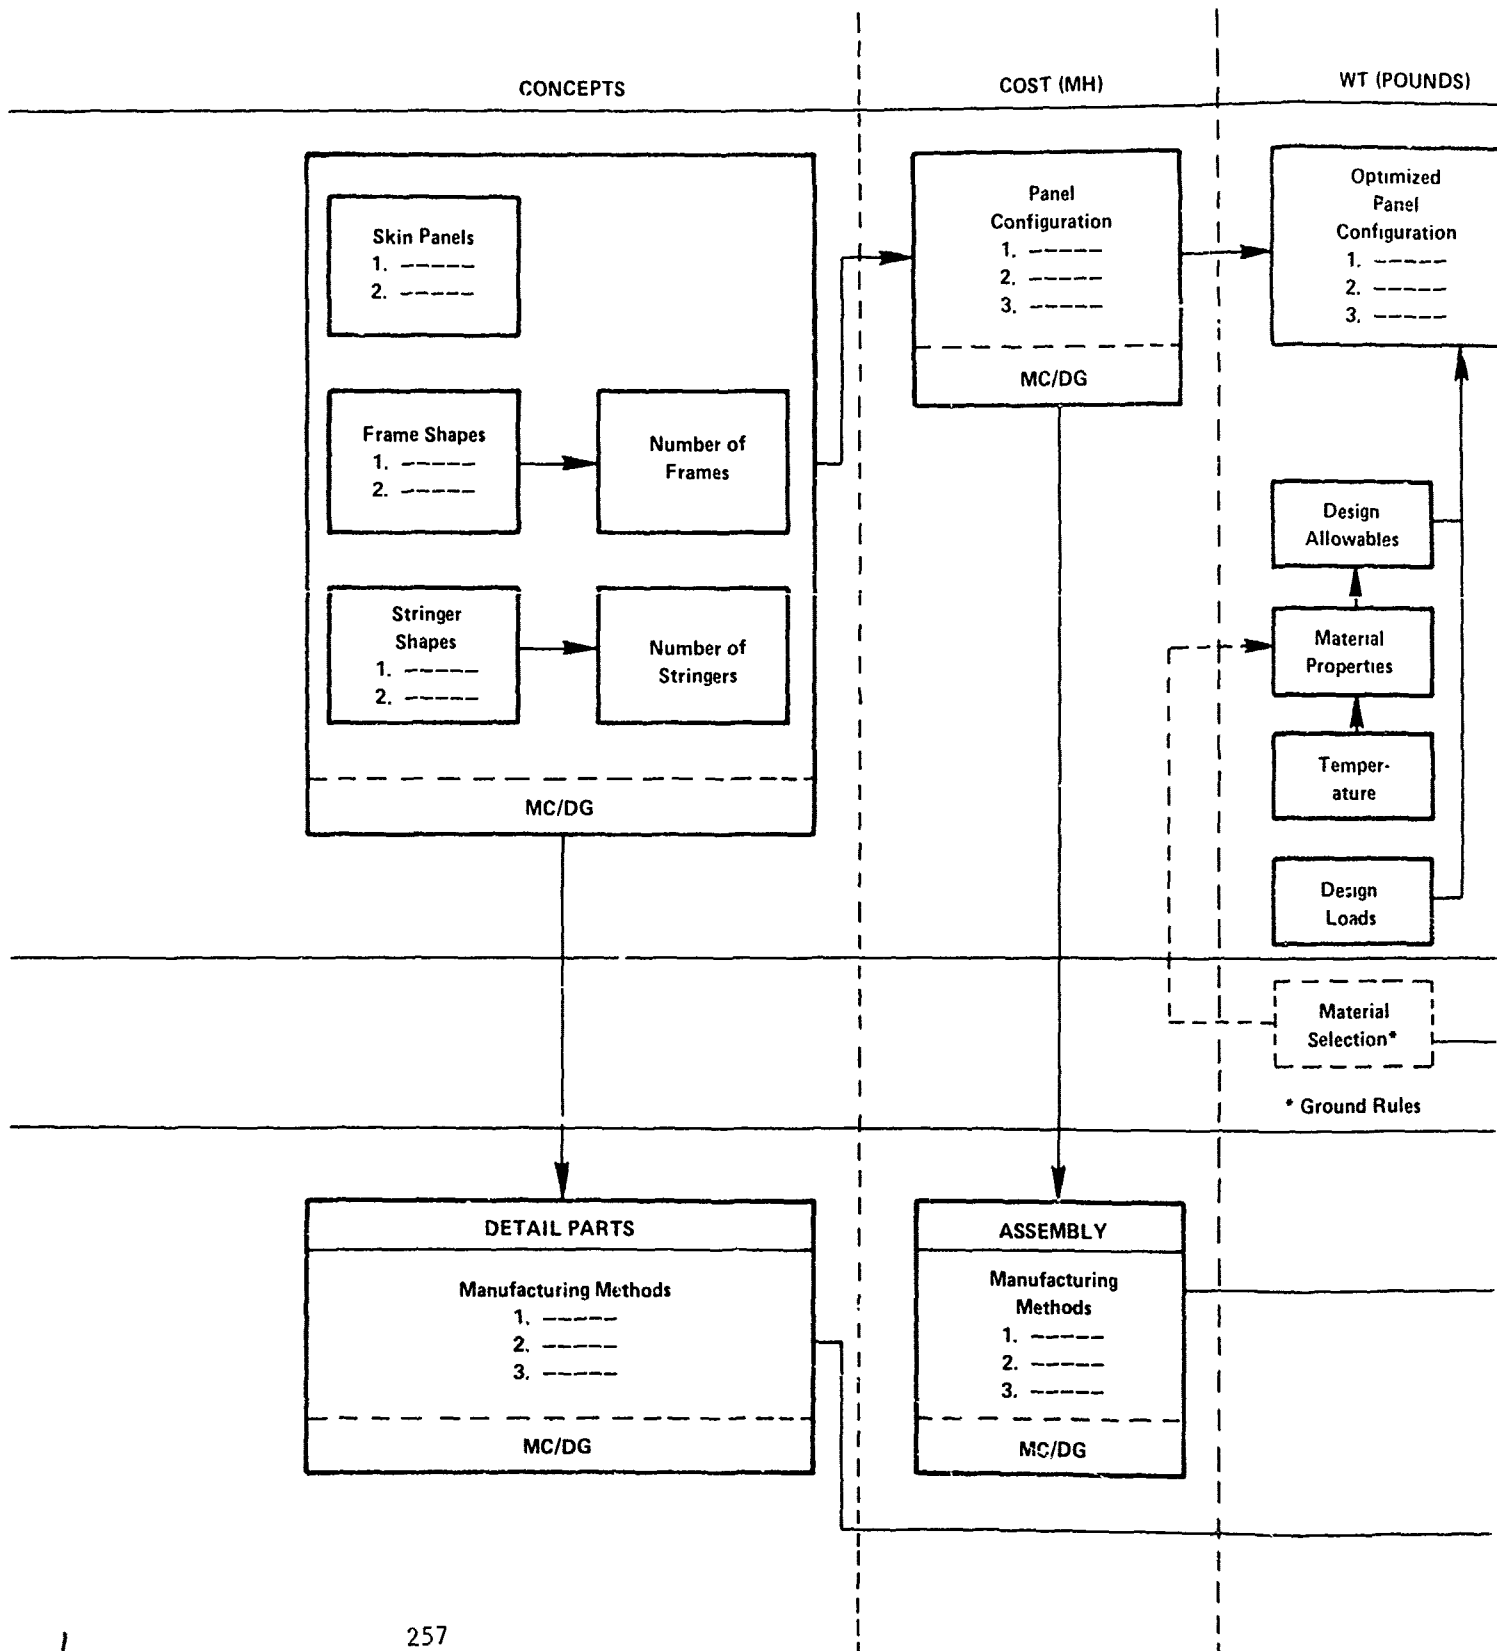 CONCEPTS
COST (MH)
WT (POUNDS)
Skin Panels
1. -----
2. -----
Frame Shapes
1. -----
2. -----
Number of
Frames
Stringer
Shapes
1. -----
2. -----
Number of
Stringers
MC/DG
Panel
Configuration
1. -----
2. -----
3. -----
MC/DG
Optimized
Panel
Configuration
1. -----
2. -----
3. -----
Design
Allowables
Material
Properties
Temper-
ature
Design
Loads
Material
Selection*
* Ground Rules
DETAIL PARTS
Manufacturing Methods
1. -----
2. -----
3. -----
MC/DG
ASSEMBLY
Manufacturing
Methods
1. -----
2. -----
3. -----
MC/DG
257